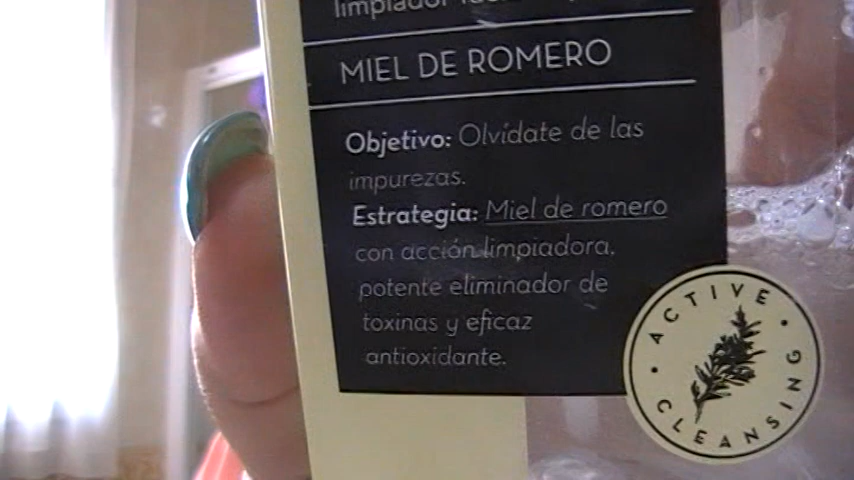 limpiador
MIEL DE ROMERO
Objetivo: Olvídate de las
impurezas.
Estrategia: Miel de romero
con acción limpiadora,
potente eliminador de
toxinas y eficaz
antioxidante.
ACTIVE
CLEANSING